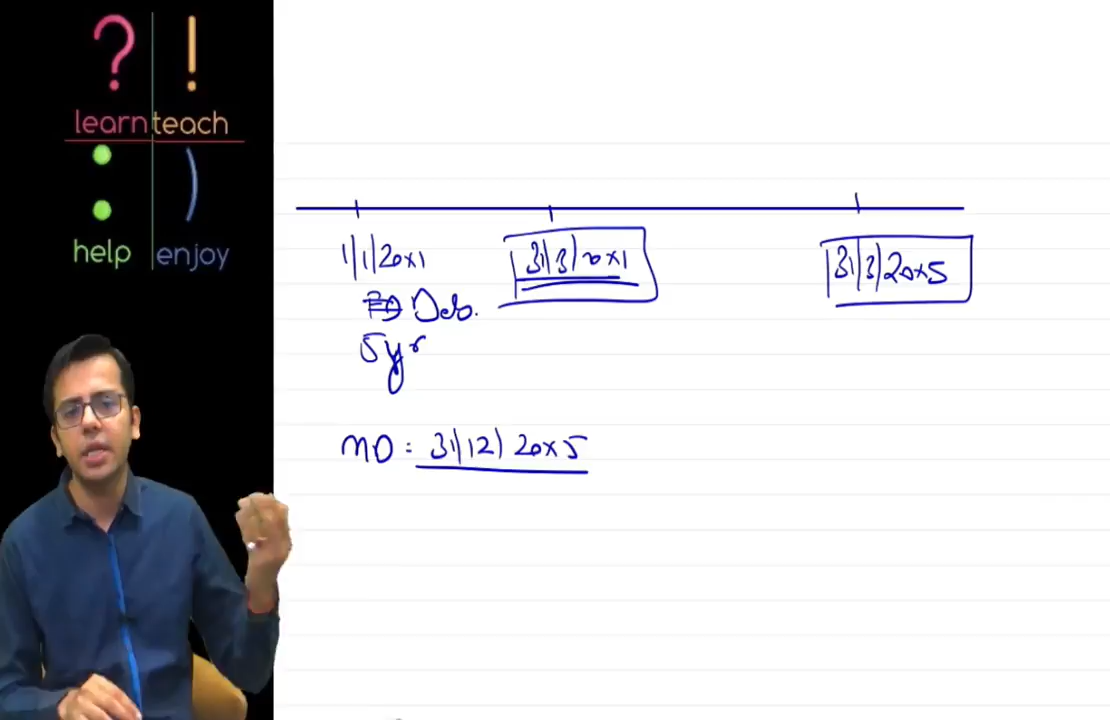 ? !
learn teach
: )
help enjoy
1/1/20x1 31/3/20x1 31/3/20x5
Deb.
5yr
MD = 31/12/20x5